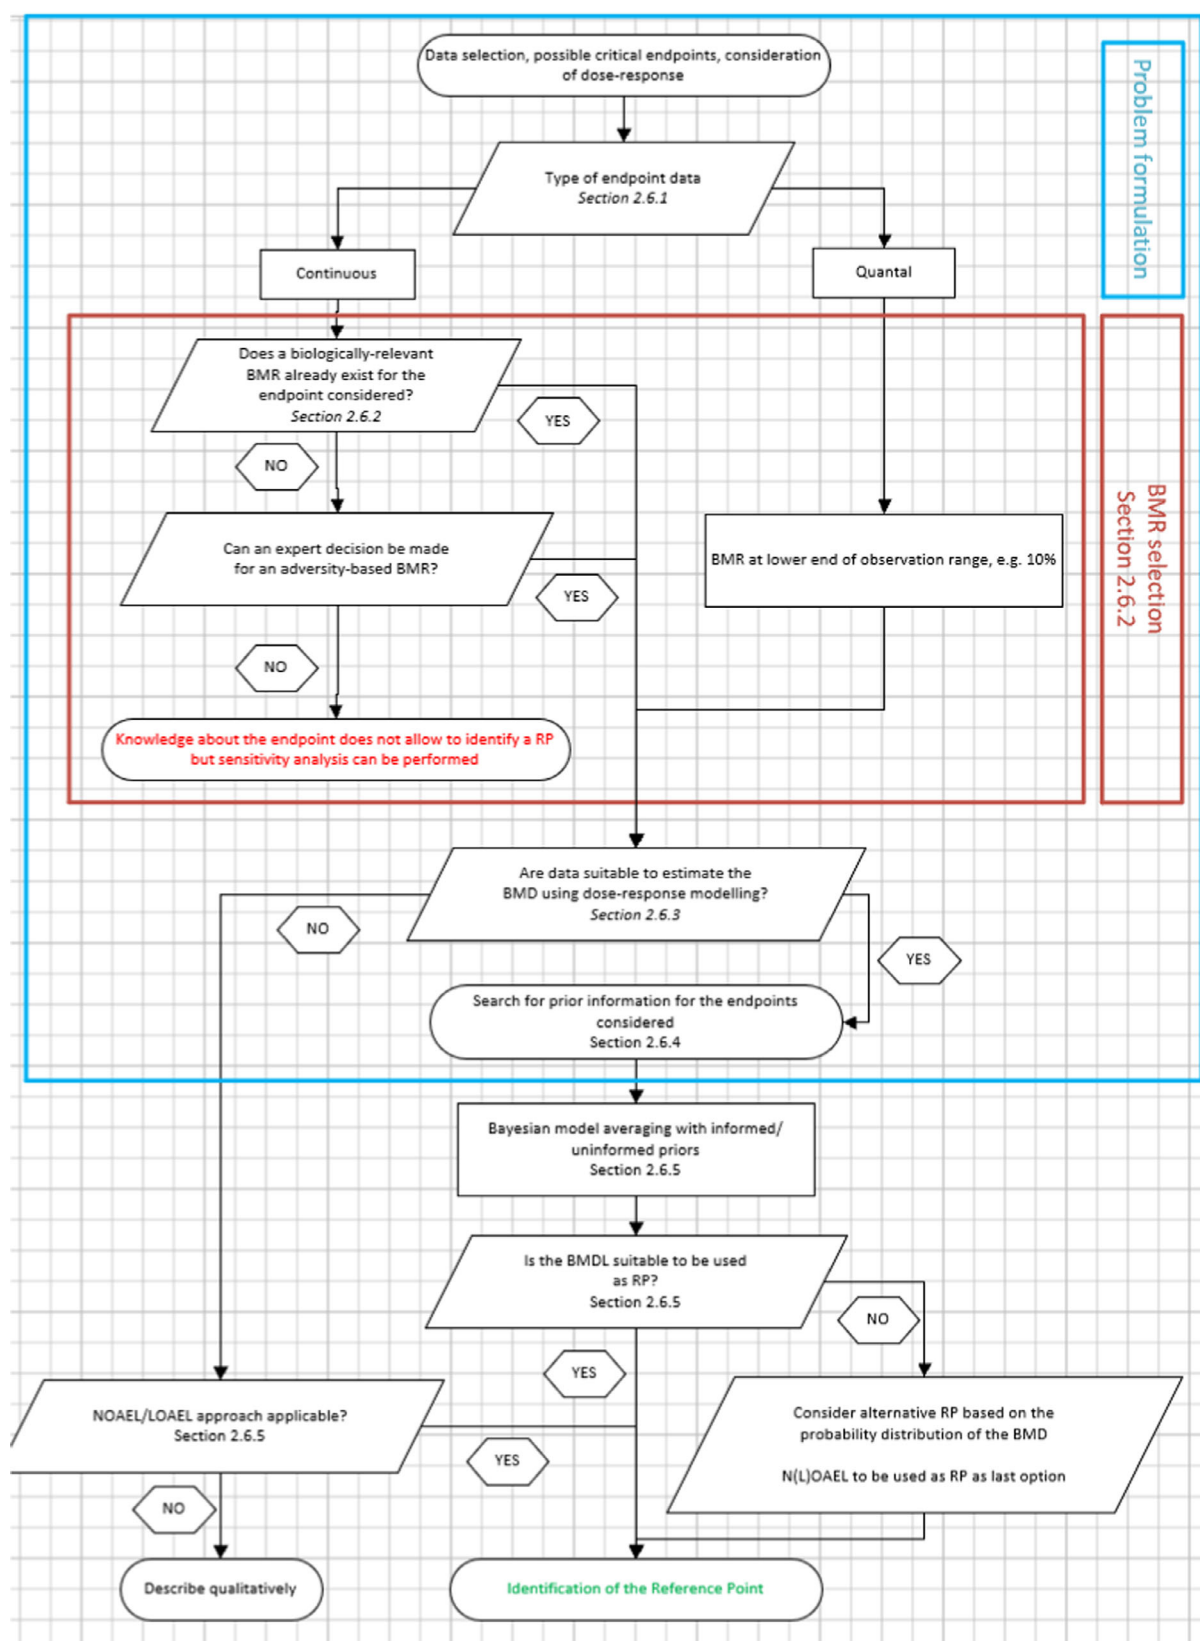 Data selection, possible critical endpoints, consideration
of dose-response
Problem formulation
Type of endpoint data
Section 2.6.1
Continuous
Quantal
Does a biologically-relevant
BMR already exist for the
endpoint considered?
Section 2.6.2
YES
NO
BMR selection
Section 2.6.2
Can an expert decision be made
for an adversity-based BMR?
BMR at lower end of observation range, e.g. 10%
YES
NO
Knowledge about the endpoint does not allow to identify a RP
but sensitivity analysis can be performed
Are data suitable to estimate the
BMD using dose-response modelling?
Section 2.6.3
NO
YES
Search for prior information for the endpoints
considered
Section 2.6.4
Bayesian model averaging with informed/
uninformed priors
Section 2.6.5
Is the BMDL suitable to be used
as RP?
Section 2.6.5
NO
YES
NOAEL/LOAEL approach applicable?
Section 2.6.5
Consider alternative RP based on the
probability distribution of the BMD
N(L)OAEL to be used as RP as last option
YES
NO
Describe qualitatively
Identification of the Reference Point